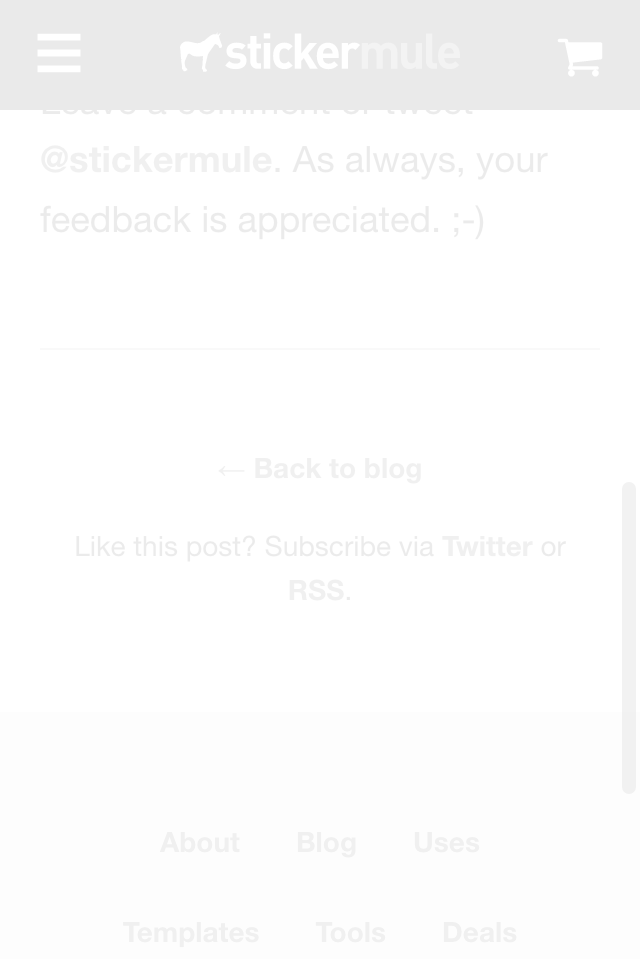 stickermule
Leave a comment or tweet
@stickermule. As always, your
feedback is appreciated. ;-)
← Back to blog
Like this post? Subscribe via Twitter or
RSS.
About Blog Uses
Templates Tools Deals